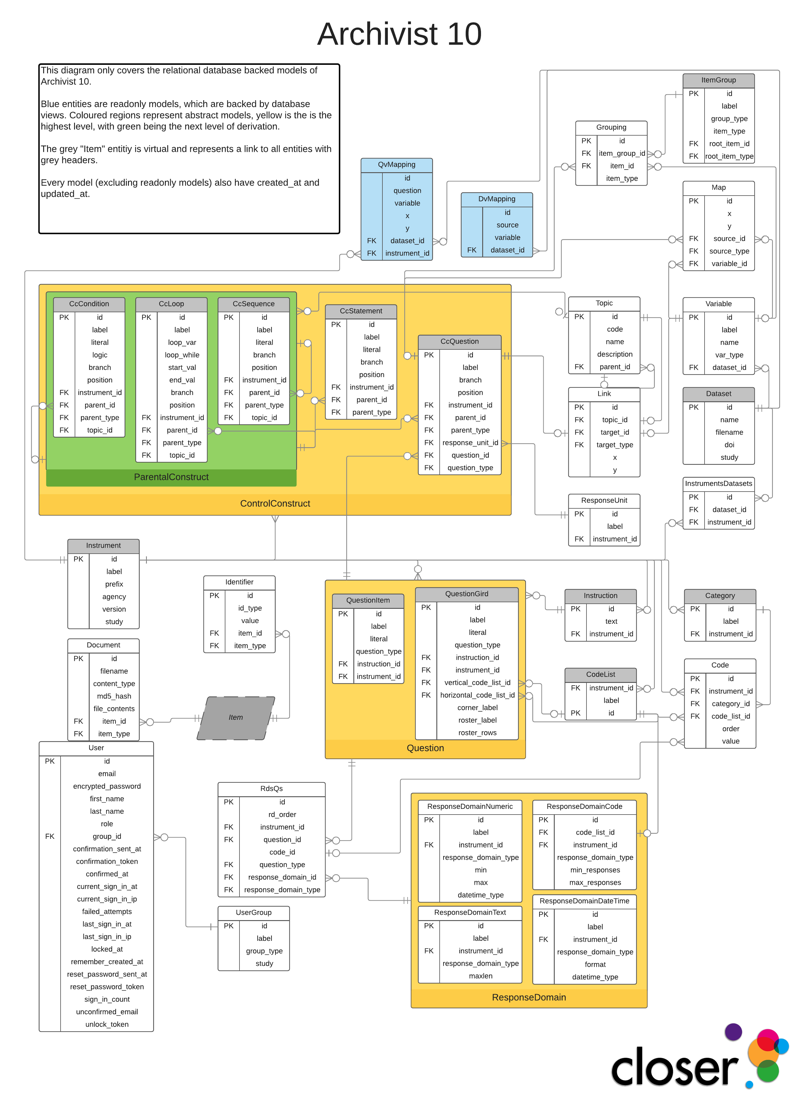 Archivist 10
This diagram only covers the relational database backed models of
Archivist 10.
Blue entities are readonly models, which are backed by database
views. Coloured regions represent abstract models, yellow is the is the
highest level, with green being the next level of derivation.
The grey "Item" entitiy is virtual and represents a link to all entities with
grey headers.
Every model (excluding readonly models) also have created_at and
updated_at.
QvMapping
id
question
variable
x
y
FK dataset_id
FK instrument_id
DvMapping
id
source
variable
FK dataset_id
Grouping
PK id
FK item_group_id
FK item_id
item_type
ItemGroup
PK id
label
group_type
item_type
FK root_item_id
FK root_item_type
Map
PK id
x
y
FK source_id
FK source_type
FK variable_id
CcCondition
PK id
label
literal
logic
branch
position
FK instrument_id
FK parent_id
FK parent_type
FK topic_id
CcLoop
PK id
label
loop_var
loop_while
start_val
end_val
branch
position
FK instrument_id
FK parent_id
FK parent_type
FK topic_id
CcSequence
PK id
label
literal
branch
position
FK instrument_id
FK parent_id
FK parent_type
FK topic_id
ParentalConstruct
CcStatement
PK id
label
literal
branch
position
FK instrument_id
FK parent_id
FK parent_type
CcQuestion
PK id
label
branch
position
FK instrument_id
FK parent_id
FK parent_type
FK response_unit_id
FK question_id
FK question_type
ControlConstruct
Topic
PK id
code
name
description
FK parent_id
Link
PK id
FK topic_id
FK target_id
FK target_type
x
y
Variable
PK id
label
name
var_type
FK dataset_id
Dataset
PK id
name
filename
doi
study
ResponseUnit
PK id
label
FK instrument_id
InstrumentsDatasets
PK id
FK dataset_id
FK instrument_id
Instrument
PK id
label
prefix
agency
version
study
Identifier
PK id
id_type
value
FK item_id
FK item_type
Document
PK id
filename
content_type
md5_hash
file_contents
FK item_id
FK item_type
Item
QuestionItem
PK id
label
literal
question_type
FK instruction_id
FK instrument_id
QuestionGird
PK id
label
literal
question_type
FK instruction_id
FK instrument_id
FK vertical_code_list_id
FK horizontal_code_list_id
corner_label
roster_label
roster_rows
Question
Instruction
PK id
text
FK instrument_id
Category
PK id
label
FK instrument_id
CodeList
FK instrument_id
label
PK id
Code
PK id
FK instrument_id
FK category_id
FK code_list_id
order
value
User
PK id
email
encrypted_password
first_name
last_name
role
FK group_id
confirmation_sent_at
confirmation_token
confirmed_at
current_sign_in_at
current_sign_in_ip
failed_attempts
last_sign_in_at
last_sign_in_ip
locked_at
remember_created_at
reset_password_sent_at
reset_password_token
sign_in_count
unconfirmed_email
unlock_token
RdsQs
PK id
rd_order
FK instrument_id
FK question_id
code_id
FK question_type
FK response_domain_id
FK response_domain_type
UserGroup
PK id
label
group_type
study
ResponseDomainNumeric
PK id
label
FK instrument_id
response_domain_type
min
max
datetime_type
ResponseDomainCode
PK id
FK code_list_id
FK instrument_id
response_domain_type
min_responses
max_responses
ResponseDomainText
PK id
label
FK instrument_id
response_domain_type
maxlen
ResponseDomainDateTime
PK id
label
FK instrument_id
response_domain_type
format
datetime_type
ResponseDomain
closer